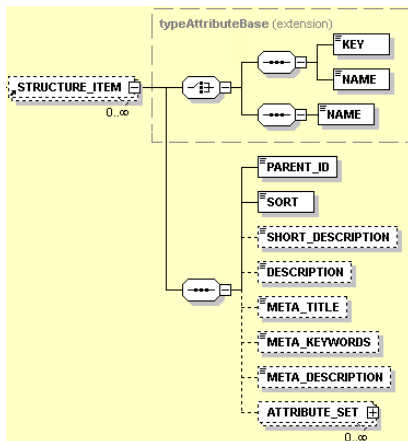 typeAttributeBase (extension)
KEY
STRUCTURE_ITEM
0..∞
NAME
NAME
PARENT_ID
SORT
SHORT_DESCRIPTION
DESCRIPTION
META_TITLE
META_KEYWORDS
META_DESCRIPTION
ATTRIBUTE_SET
0..∞